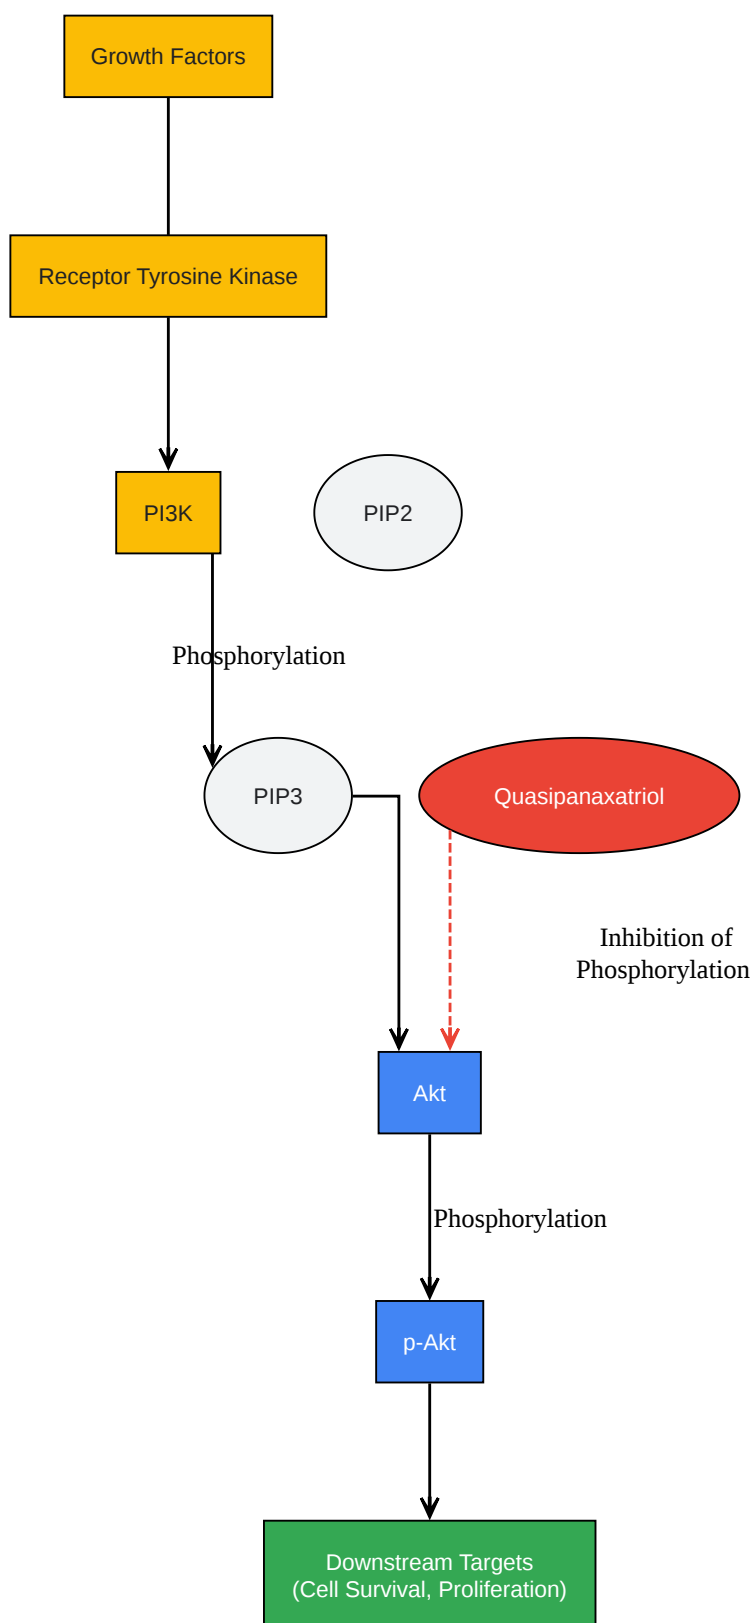 Growth Factors
Receptor Tyrosine Kinase
PI3K
PIP2
Phosphorylation
PIP3
Quasipanaxatriol
Inhibition of
Phosphorylation
Akt
Phosphorylation
p-Akt
Downstream Targets
(Cell Survival, Proliferation)